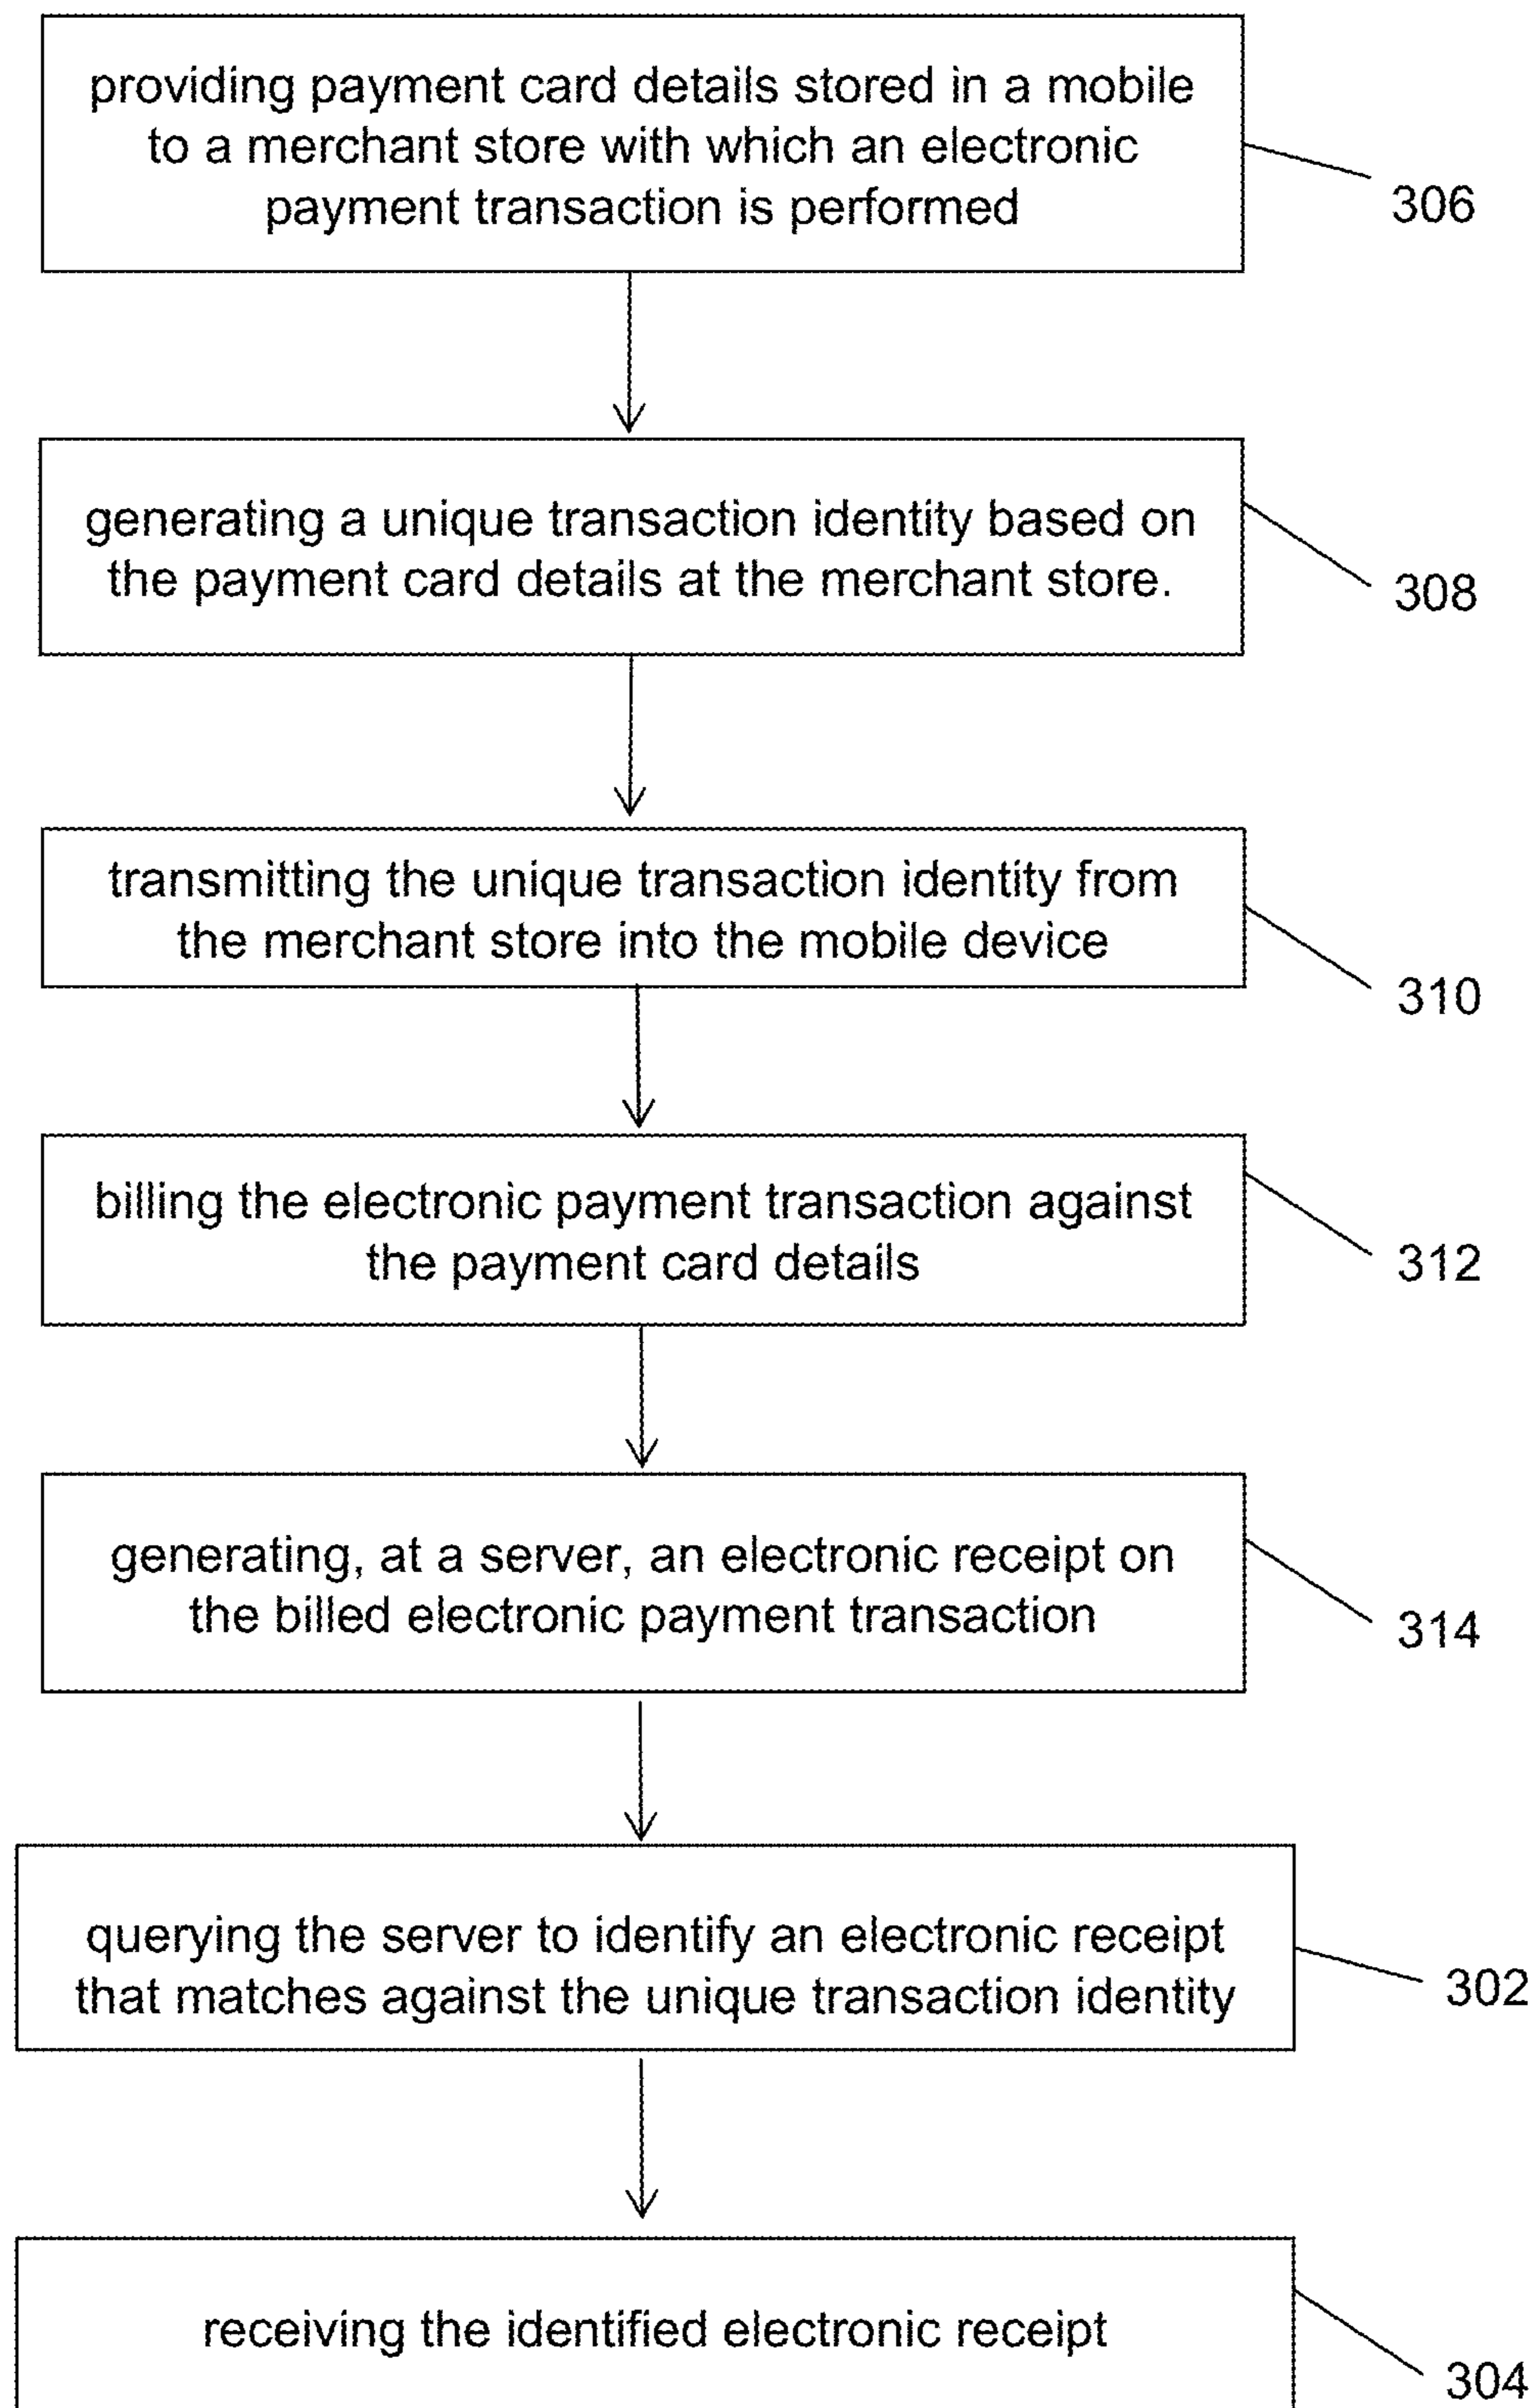 providing payment card details stored in a mobile
to a merchant store with which an electronic
payment transaction is performed
306
generating a unique transaction identity based on
the payment card details at the merchant store.
308
transmitting the unique transaction identity from
the merchant store into the mobile device
310
billing the electronic payment transaction against
the payment card details
312
generating, at a server, an electronic receipt on
the billed electronic payment transaction
314
querying the server to identify an electronic receipt
that matches against the unique transaction identity
302
receiving the identified electronic receipt
304